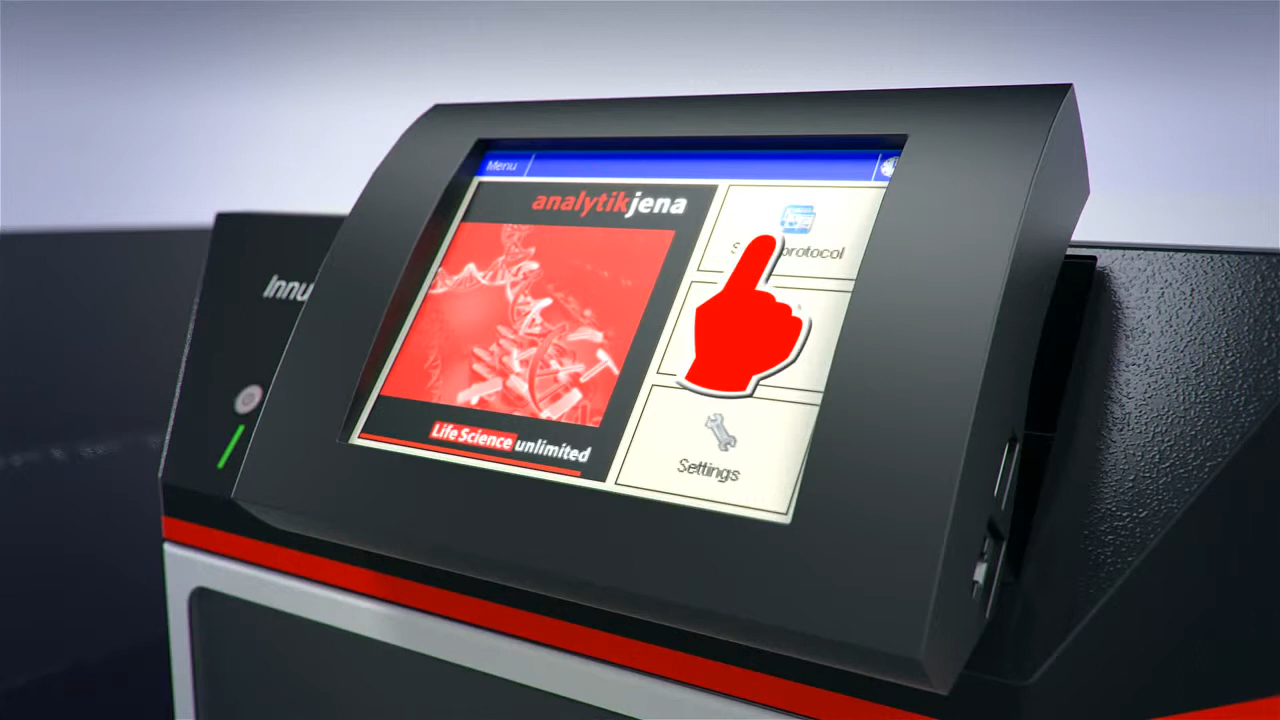 Menu
analytikjena
protocol
Innu
Life Science unlimited
Settings